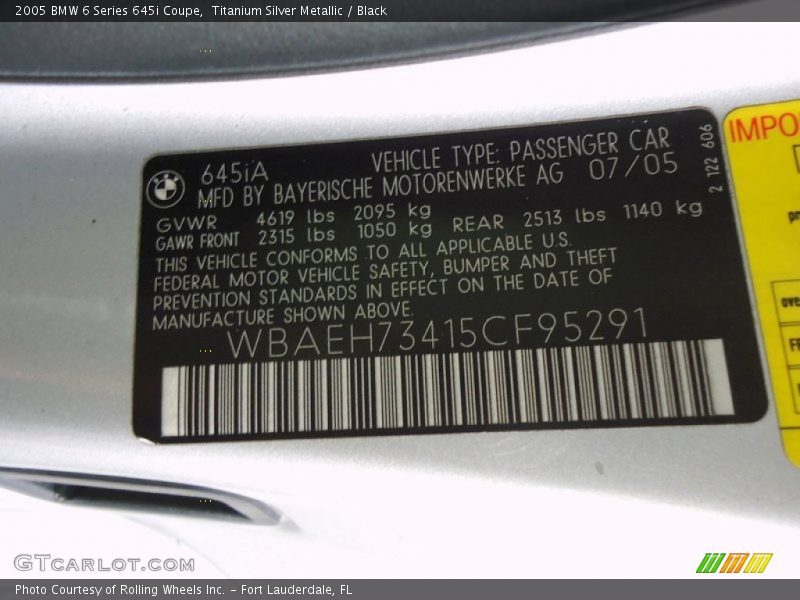 2005 BMW 6 Series 645i Coupe,  Titanium Silver Metallic / Black
645iA VEHICLE TYPE: PASSENGER CAR
MFD BY BAYERISCHE MOTORENWERKE AG 07/05
GVWR 4619 lbs 2095 kg
GAWR FRONT 2315 lbs 1050 kg REAR 2513 lbs 1140 kg
THIS VEHICLE CONFORMS TO ALL APPLICABLE U.S.
FEDERAL MOTOR VEHICLE SAFETY, BUMPER AND THEFT
PREVENTION STANDARDS IN EFFECT ON THE DATE OF
MANUFACTURE SHOWN ABOVE.
WBAEH73415CF95291
2 122 606
IMPO
GTCARLOT.COM
Photo Courtesy of Rolling Wheels Inc. – Fort Lauderdale, FL